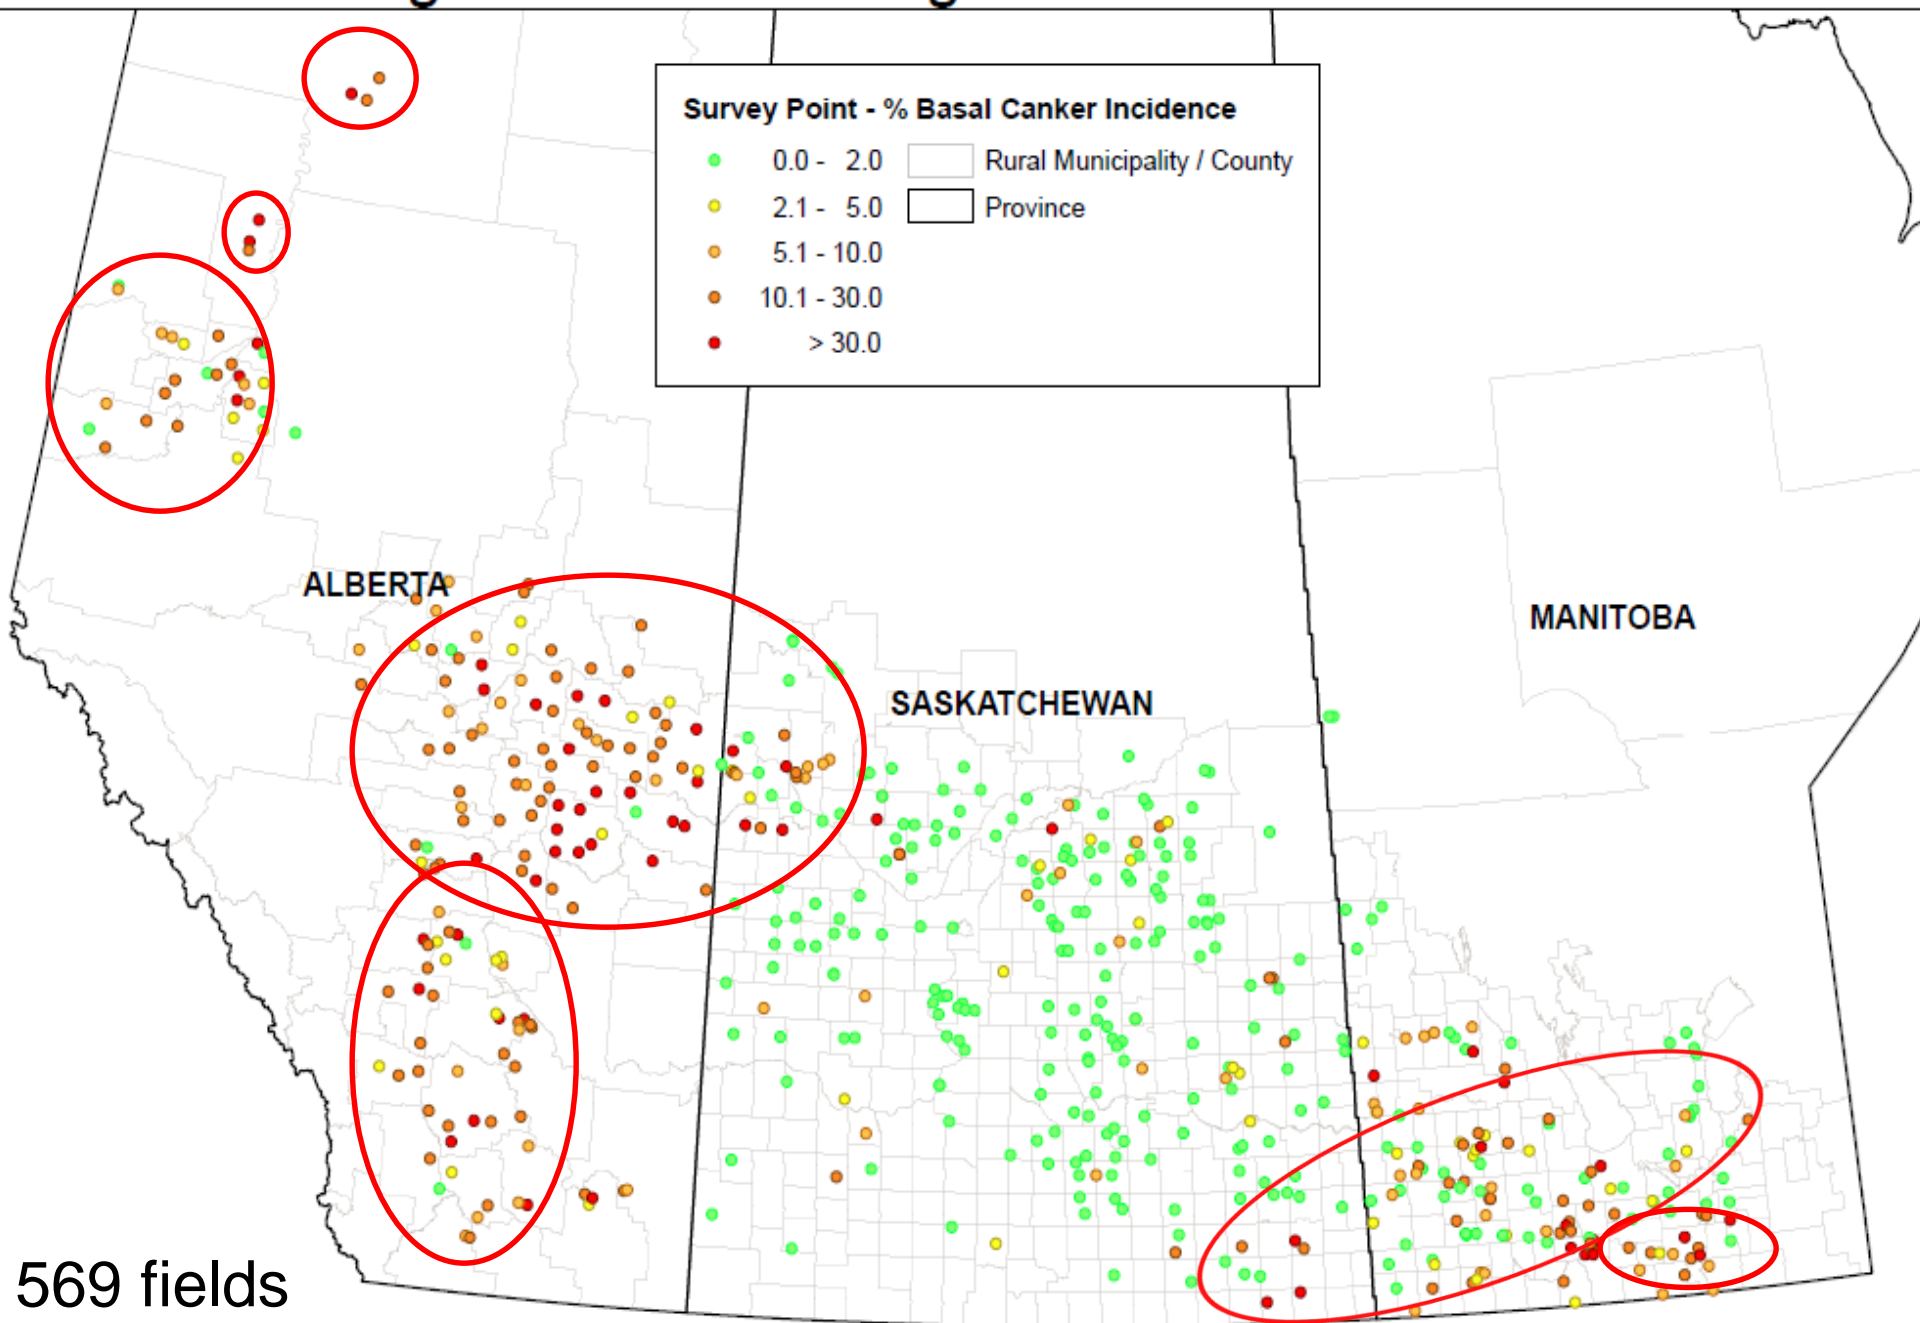 Survey Point - % Basal Canker Incidence
0.0 - 2.0 Rural Municipality / County
2.1 - 5.0 Province
5.1 - 10.0
10.1 - 30.0
> 30.0
ALBERTA
MANITOBA
SASKATCHEWAN
569 fields